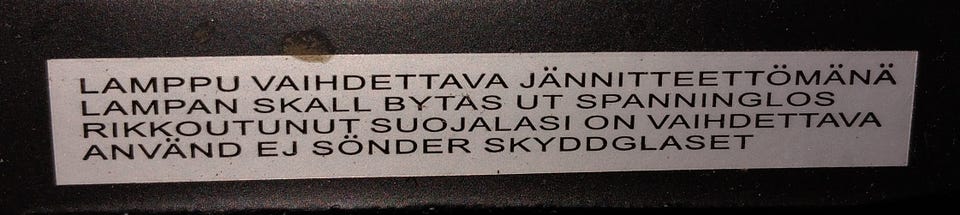 LAMPPU VAIHDETTAVA JÄNNITTEETTÖMÄNÄ
LAMPAN SKALL BYTAS UT SPANNINGLOS
RIKKOUTUNUT SUOJALASI ON VAIHDETTAVA
ANVÄND EJ SÖNDER SKYDDGLASET